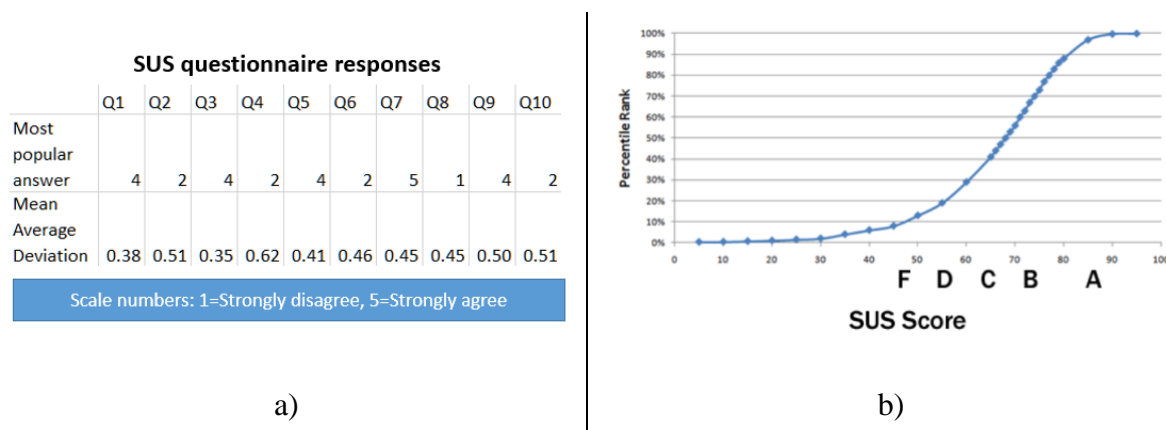 SUS questionnaire responses
Q1 Q2 Q3 Q4 Q5 Q6 Q7 Q8 Q9 Q10
Most
popular
answer 4 2 4 2 4 2 5 1 4 2
Mean
Average
Deviation 0.38 0.51 0.35 0.62 0.41 0.46 0.45 0.45 0.50 0.51
Scale numbers: 1=Strongly disagree, 5=Strongly agree
a)
100%
90%
80%
70%
60%
50%
40%
30%
20%
10%
0%
Percentile Rank
0 10 20 30 40 50 60 70 80 90 100
F D C B A
SUS Score
b)